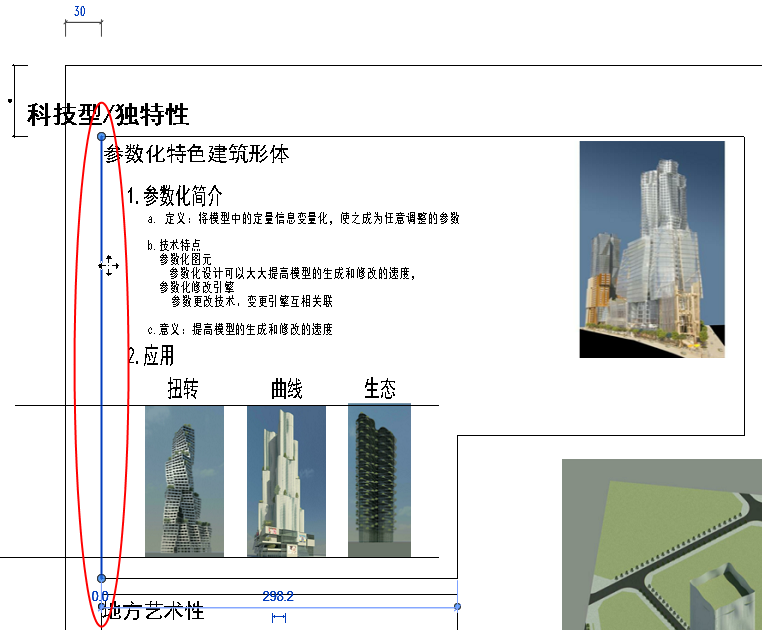 30
科技型/独特性
参数化特色建筑形体
1.参数化简介
a. 定义：将模型中的定量信息变量化，使之成为任意调整的参数
b.技术特点
参数化图元
参数化设计可以大大提高模型的生成和修改的速度，
参数化修改引擎
参数更改技术，变更引擎互相关联
c.意义：提高模型的生成和修改的速度
2.应用
扭转 曲线 生态
0.0 298.2
地方艺术性